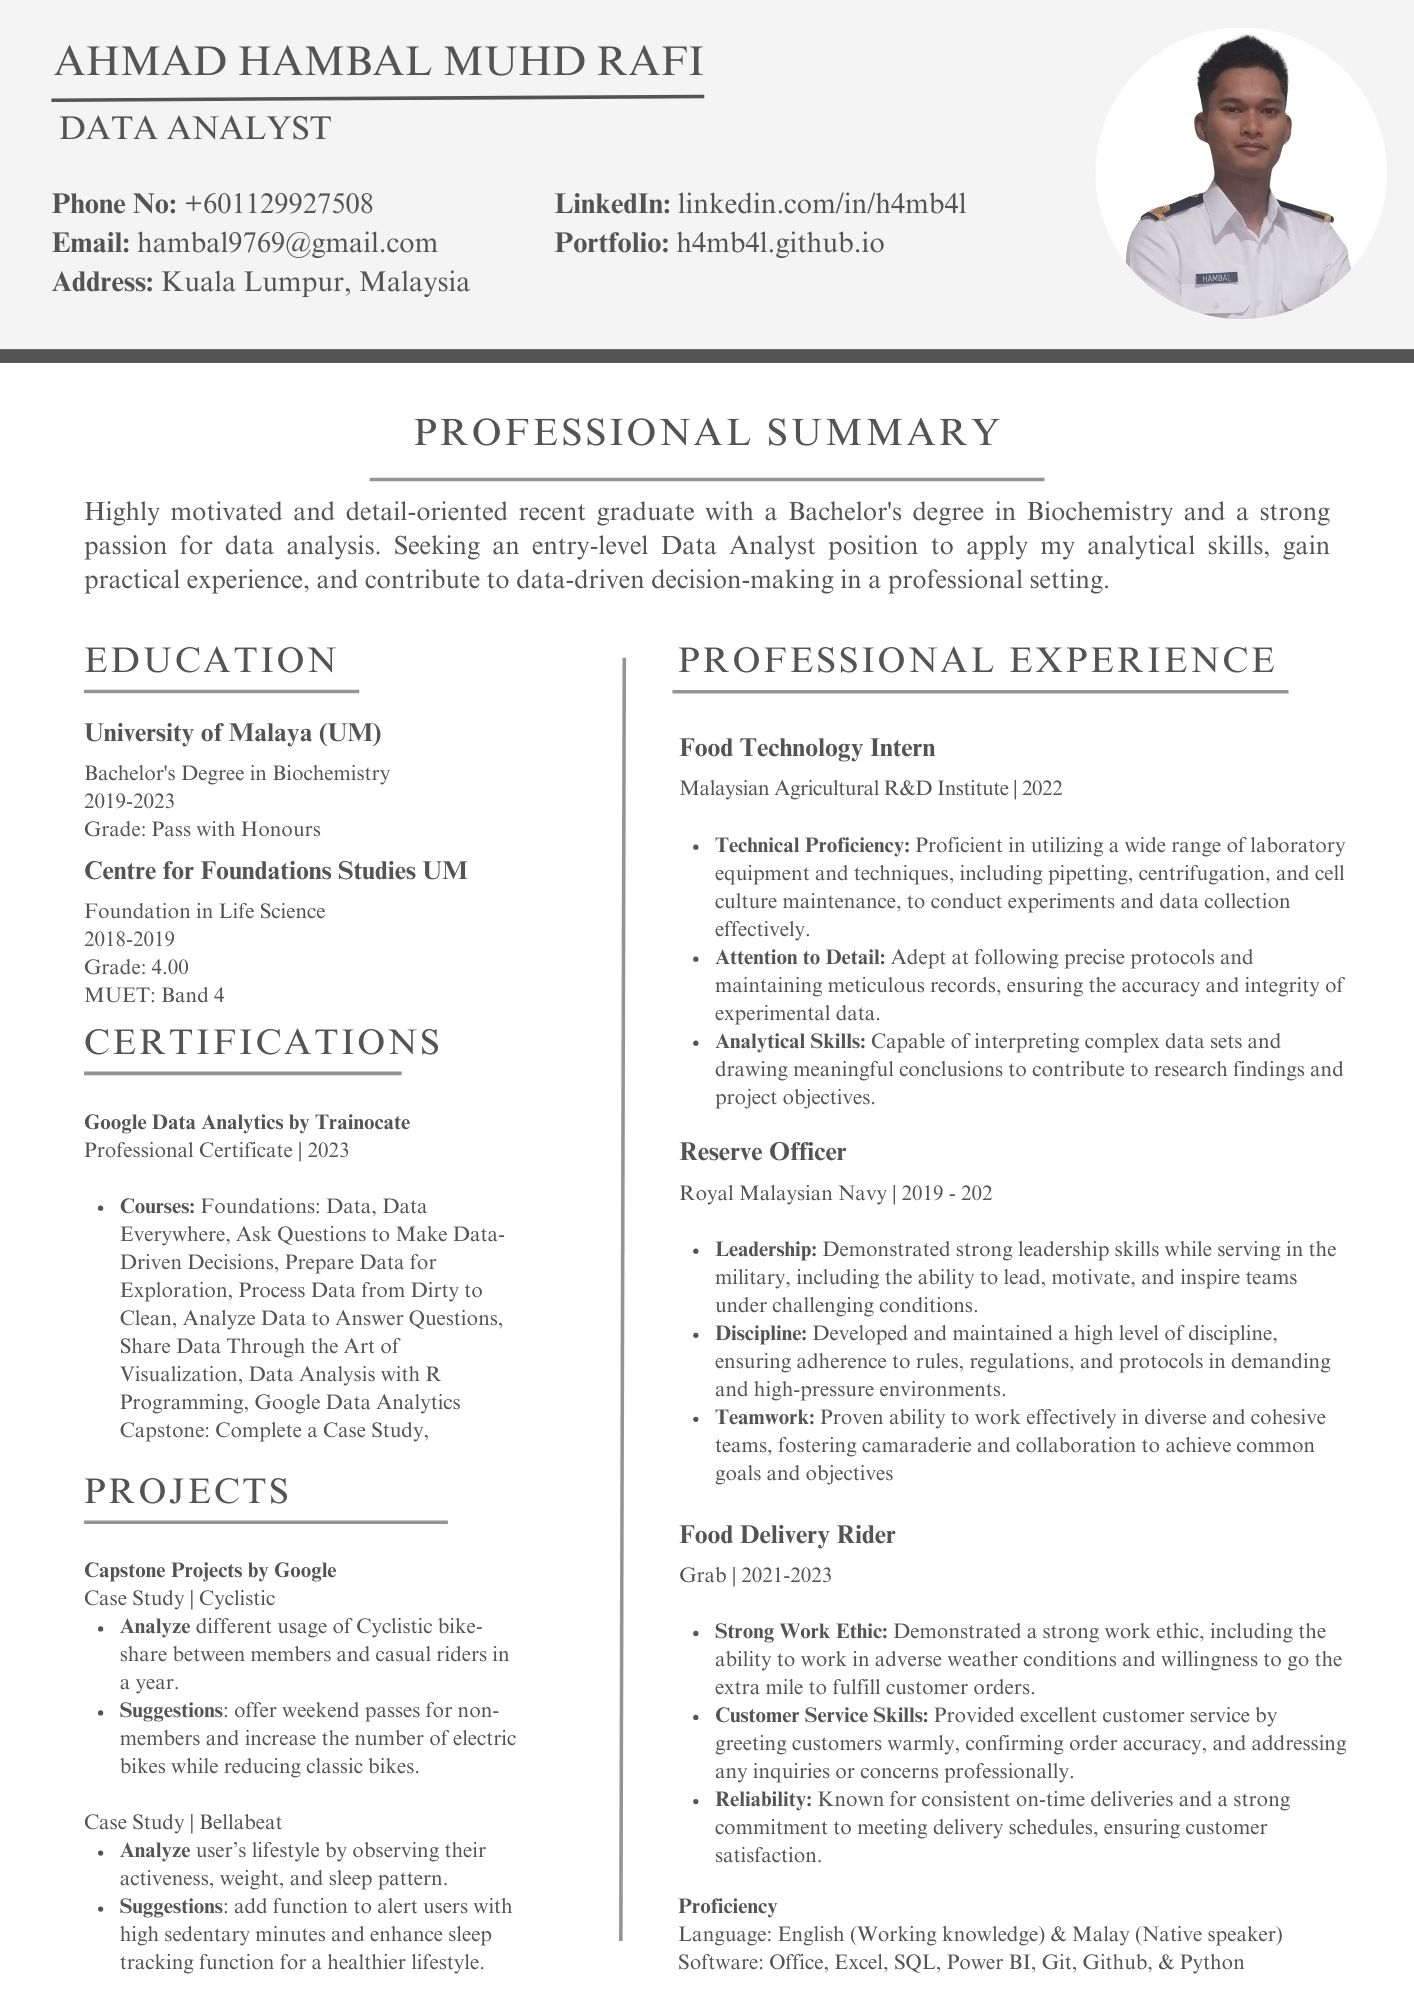 AHMAD HAMBAL MUHD RAFI
DATA ANALYST
Phone No: +601129927508
Email: hambal9769@gmail.com
Address: Kuala Lumpur, Malaysia
LinkedIn: linkedin.com/in/h4mb4l
Portfolio: h4mb4l.github.io
HAMBAL
PROFESSIONAL SUMMARY
Highly motivated and detail-oriented recent graduate with a Bachelor's degree in Biochemistry and a strong
passion for data analysis. Seeking an entry-level Data Analyst position to apply my analytical skills, gain
practical experience, and contribute to data-driven decision-making in a professional setting.
EDUCATION
University of Malaya (UM)
Bachelor's Degree in Biochemistry
2019-2023
Grade: Pass with Honours
Centre for Foundations Studies UM
Foundation in Life Science
2018-2019
Grade: 4.00
MUET: Band 4
CERTIFICATIONS
Google Data Analytics by Trainocate
Professional Certificate | 2023
• Courses: Foundations: Data, Data
Everywhere, Ask Questions to Make Data-
Driven Decisions, Prepare Data for
Exploration, Process Data from Dirty to
Clean, Analyze Data to Answer Questions,
Share Data Through the Art of
Visualization, Data Analysis with R
Programming, Google Data Analytics
Capstone: Complete a Case Study,
PROJECTS
Capstone Projects by Google
Case Study | Cyclistic
• Analyze different usage of Cyclistic bike-
share between members and casual riders in
a year.
• Suggestions: offer weekend passes for non-
members and increase the number of electric
bikes while reducing classic bikes.
Case Study | Bellabeat
• Analyze user’s lifestyle by observing their
activeness, weight, and sleep pattern.
• Suggestions: add function to alert users with
high sedentary minutes and enhance sleep
tracking function for a healthier lifestyle.
PROFESSIONAL EXPERIENCE
Food Technology Intern
Malaysian Agricultural R&D Institute | 2022
• Technical Proficiency: Proficient in utilizing a wide range of laboratory
equipment and techniques, including pipetting, centrifugation, and cell
culture maintenance, to conduct experiments and data collection
effectively.
• Attention to Detail: Adept at following precise protocols and
maintaining meticulous records, ensuring the accuracy and integrity of
experimental data.
• Analytical Skills: Capable of interpreting complex data sets and
drawing meaningful conclusions to contribute to research findings and
project objectives.
Reserve Officer
Royal Malaysian Navy | 2019 - 202
• Leadership: Demonstrated strong leadership skills while serving in the
military, including the ability to lead, motivate, and inspire teams
under challenging conditions.
• Discipline: Developed and maintained a high level of discipline,
ensuring adherence to rules, regulations, and protocols in demanding
and high-pressure environments.
• Teamwork: Proven ability to work effectively in diverse and cohesive
teams, fostering camaraderie and collaboration to achieve common
goals and objectives
Food Delivery Rider
Grab | 2021-2023
• Strong Work Ethic: Demonstrated a strong work ethic, including the
ability to work in adverse weather conditions and willingness to go the
extra mile to fulfill customer orders.
• Customer Service Skills: Provided excellent customer service by
greeting customers warmly, confirming order accuracy, and addressing
any inquiries or concerns professionally.
• Reliability: Known for consistent on-time deliveries and a strong
commitment to meeting delivery schedules, ensuring customer
satisfaction.
Proficiency
Language: English (Working knowledge) & Malay (Native speaker)
Software: Office, Excel, SQL, Power BI, Git, Github, & Python